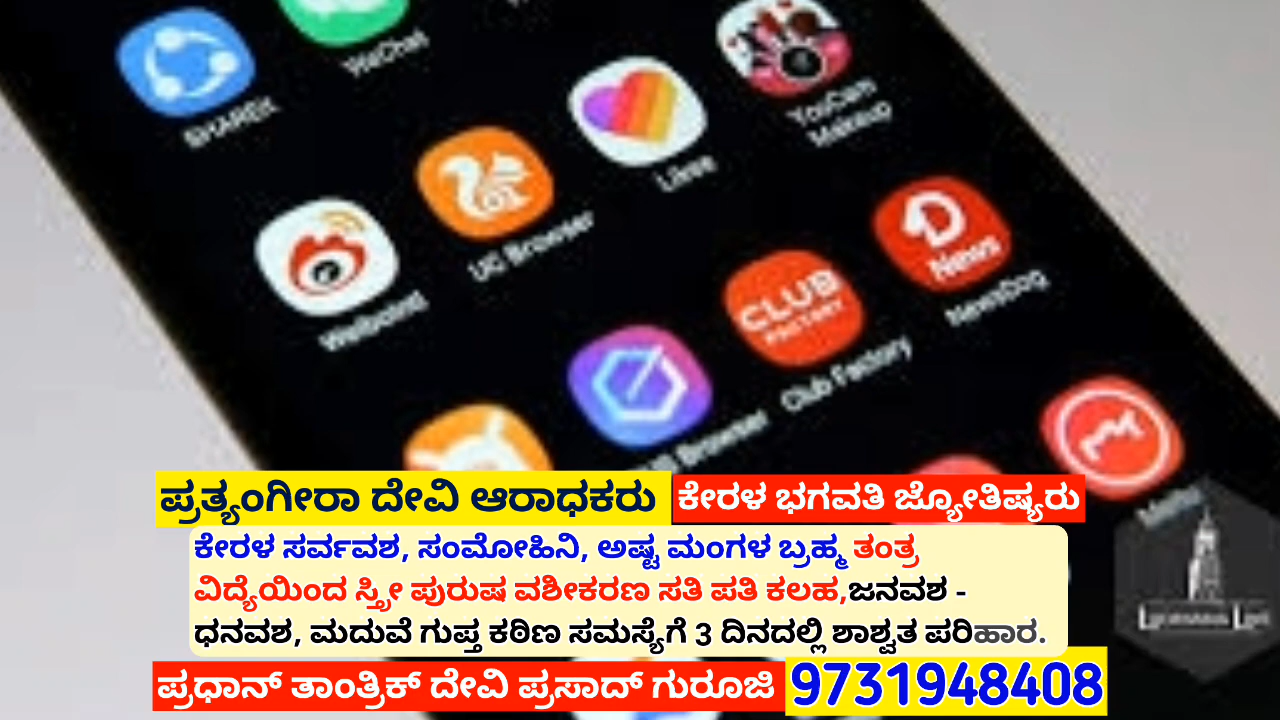 WeChat
SHAREit
YouCam
Makeup
Likee
UC Browser
Weibo
News
NewsDog
CLUB
FACTORY
Club Factory
Browser
ಪ್ರತ್ಯಂಗೀರಾ ದೇವಿ ಆರಾಧಕರು ಕೇರಳ ಭಗವತಿ ಜ್ಯೋತಿಷ್ಯರು
ಕೇರಳ ಸರ್ವವಶ, ಸಂಮೋಹಿನಿ, ಅಷ್ಟ ಮಂಗಳ ಬ್ರಹ್ಮ ತಂತ್ರ
ವಿದ್ಯೆಯಿಂದ ಸ್ತ್ರೀ ಪುರುಷ ವಶೀಕರಣ ಸತಿ ಪತಿ ಕಲಹ,ಜನವಶ -
ಧನವಶ, ಮದುವೆ ಗುಪ್ತ ಕಠಿಣ ಸಮಸ್ಯೆಗೆ 3 ದಿನದಲ್ಲಿ ಶಾಶ್ವತ ಪರಿಹಾರ.
ಪ್ರಧಾನ್ ತಾಂತ್ರಿಕ್ ದೇವಿ ಪ್ರಸಾದ್ ಗುರೂಜಿ 9731948408